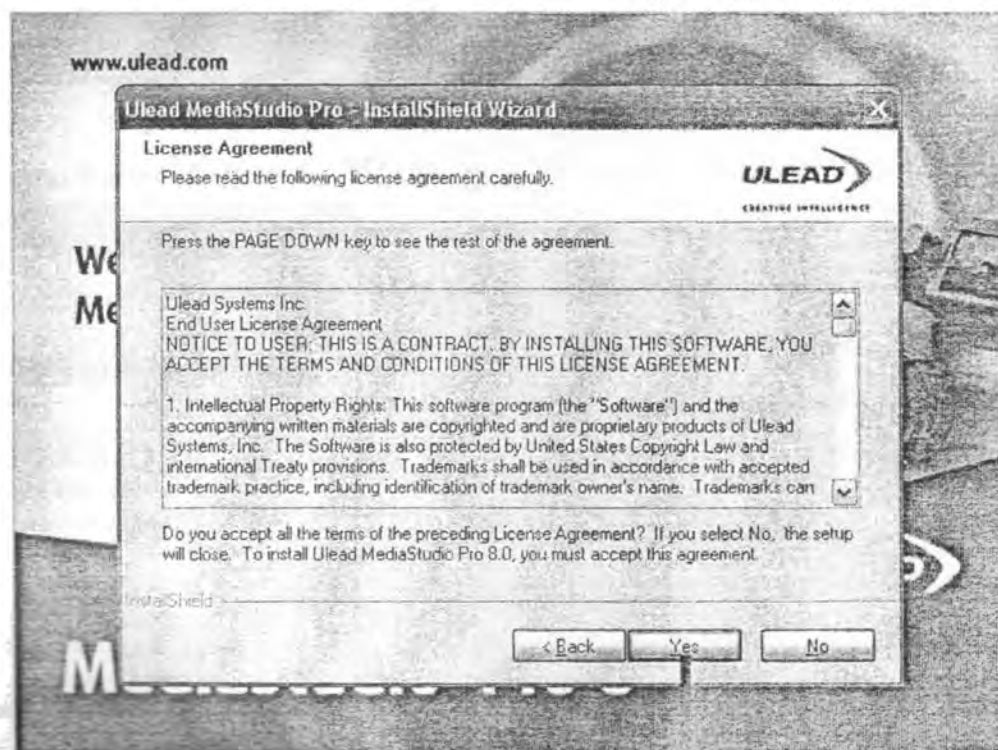 www.ulead.com
Ulead MediaStudio Pro - InstallShield Wizard
License Agreement
Please read the following license agreement carefully.
ULEAD
CREATIVE INTELLIGENCE
Press the PAGE DOWN key to see the rest of the agreement.
We
Me
Ulead Systems Inc.
End User License Agreement
NOTICE TO USER: THIS IS A CONTRACT. BY INSTALLING THIS SOFTWARE, YOU
ACCEPT THE TERMS AND CONDITIONS OF THIS LICENSE AGREEMENT.
1. Intellectual Property Rights: This software program (the "Software") and the
accompanying written materials are copyrighted and are proprietary products of Ulead
Systems, Inc. The Software is also protected by United States Copyright Law and
international Treaty provisions. Trademarks shall be used in accordance with accepted
trademark practice, including identification of trademark owner's name. Trademarks can
Do you accept all the terms of the preceding License Agreement? If you select No, the setup
will close. To install Ulead MediaStudio Pro 8.0, you must accept this agreement.
InstallShield
< Back
Yes
No